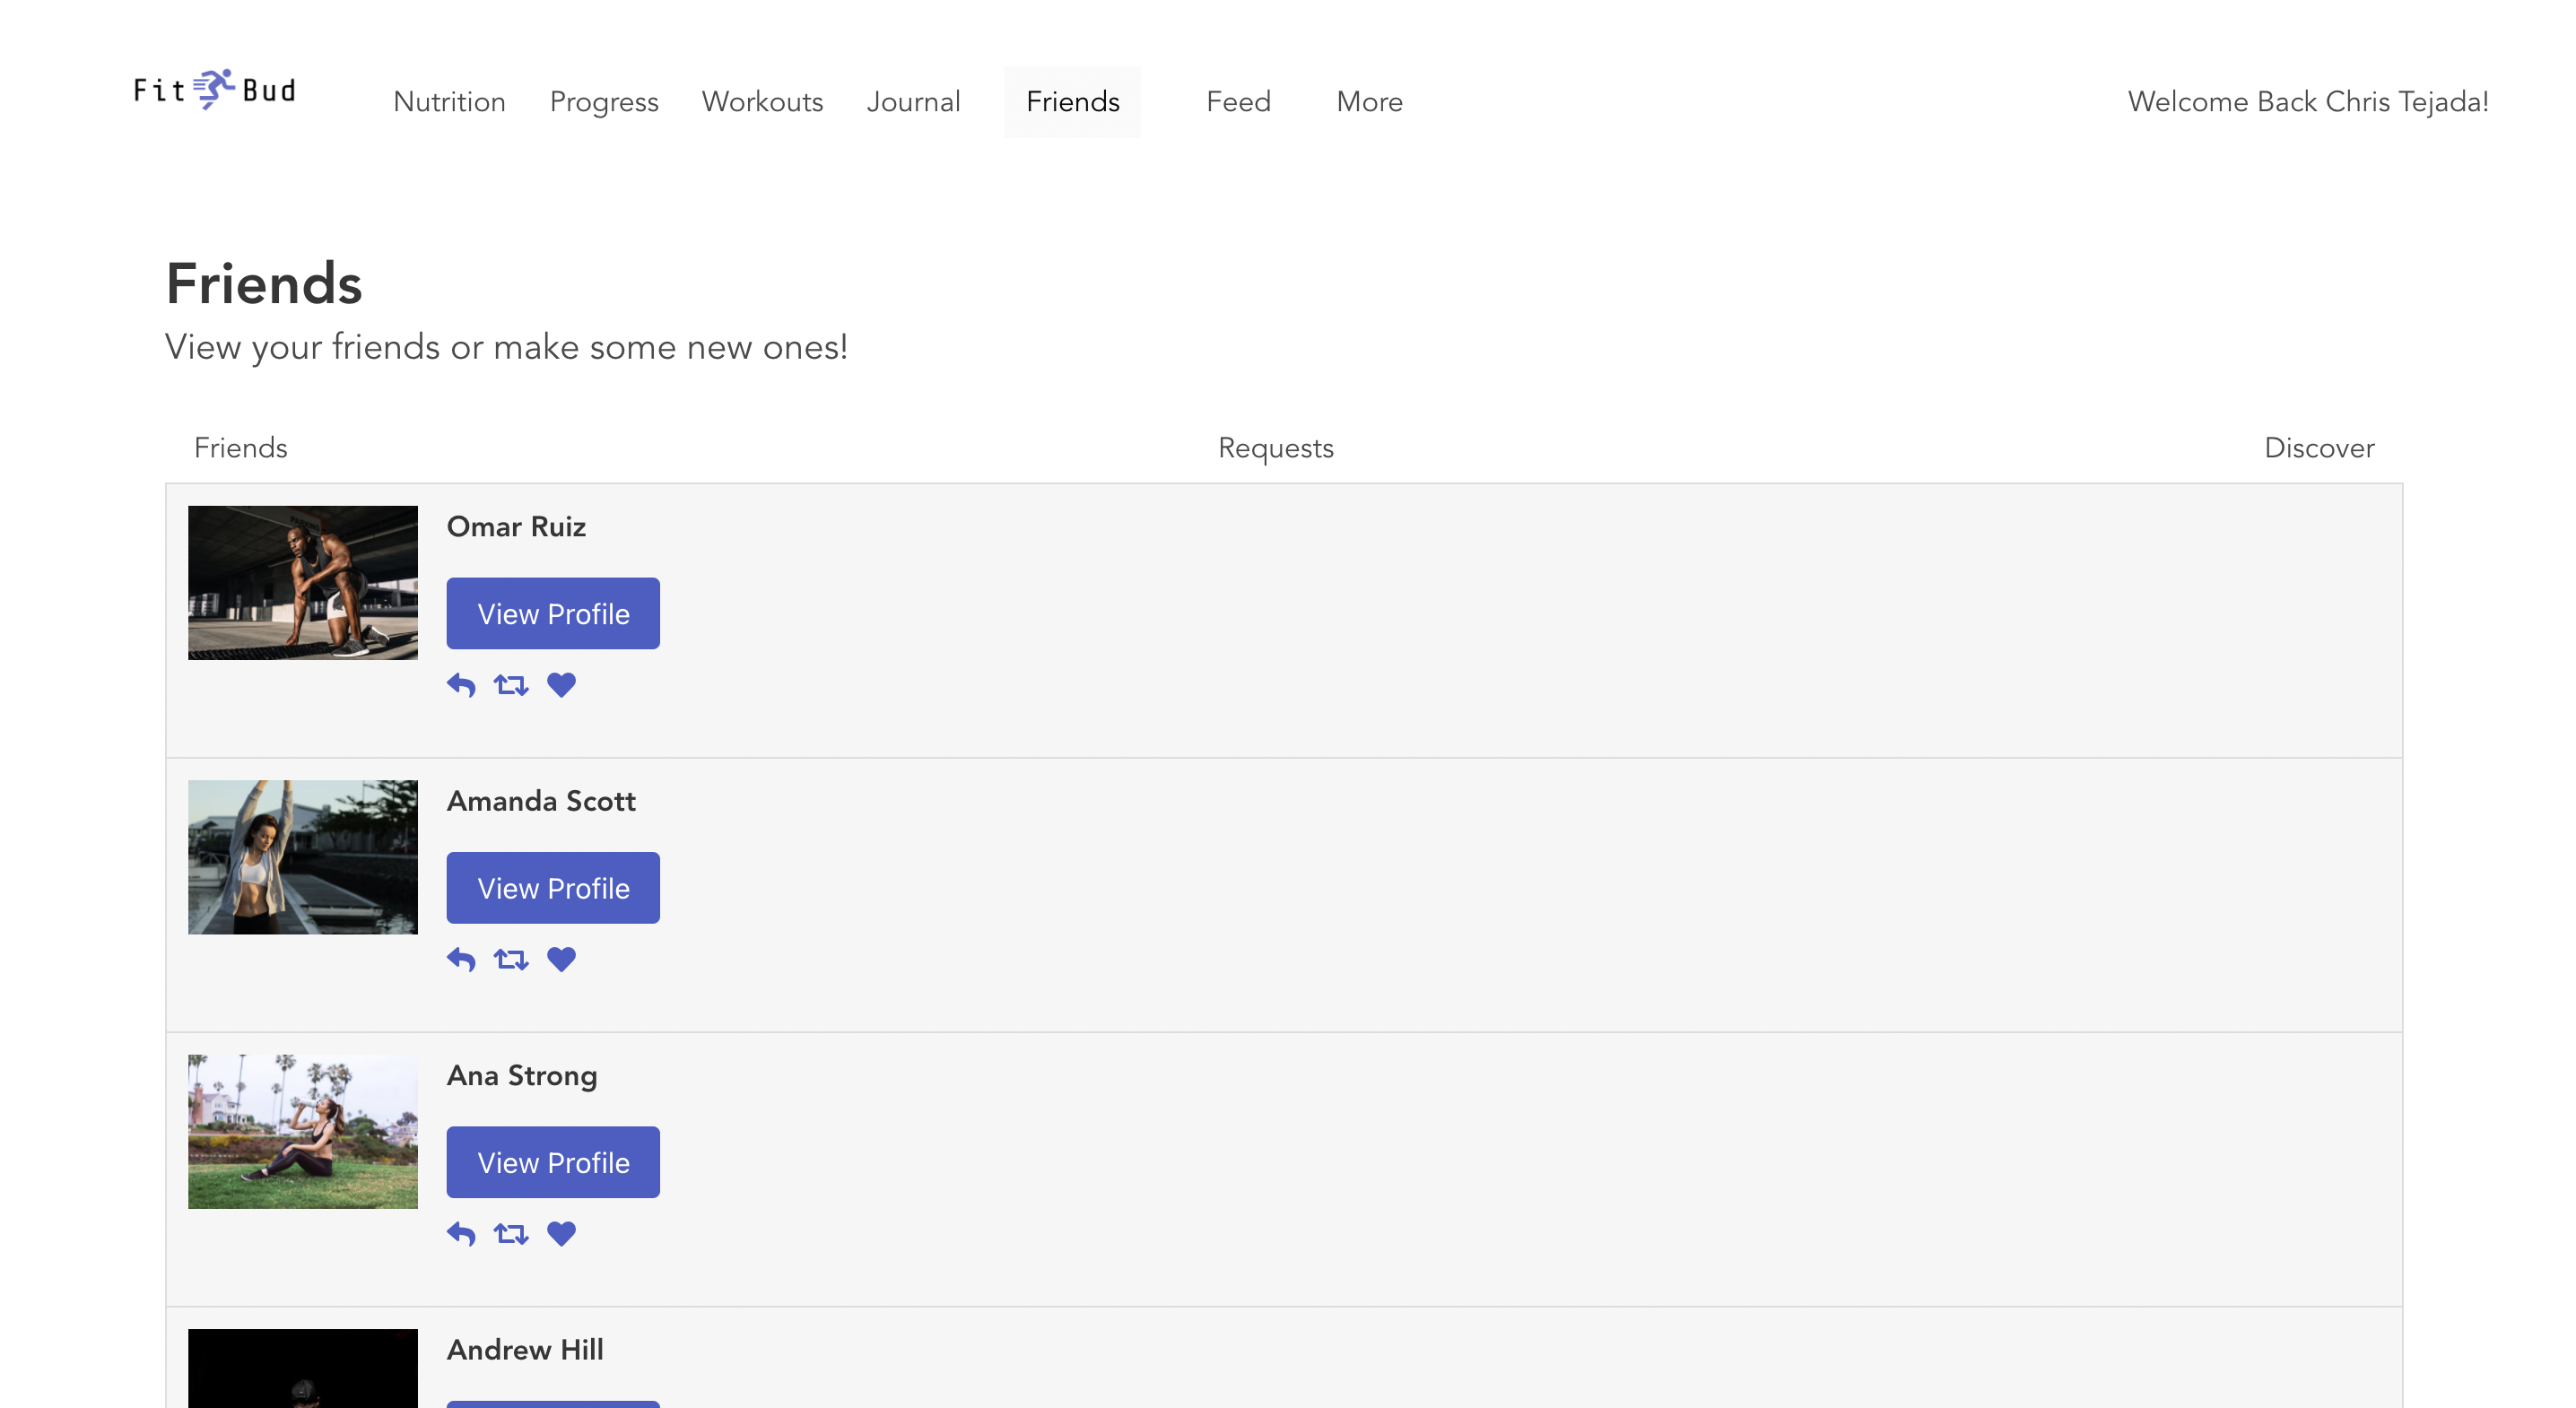 Fit Bud
Nutrition Progress Workouts Journal Friends Feed More
Welcome Back Chris Tejada!
Friends
View your friends or make some new ones!
Friends Requests Discover
Omar Ruiz
View Profile
Amanda Scott
View Profile
Ana Strong
View Profile
Andrew Hill